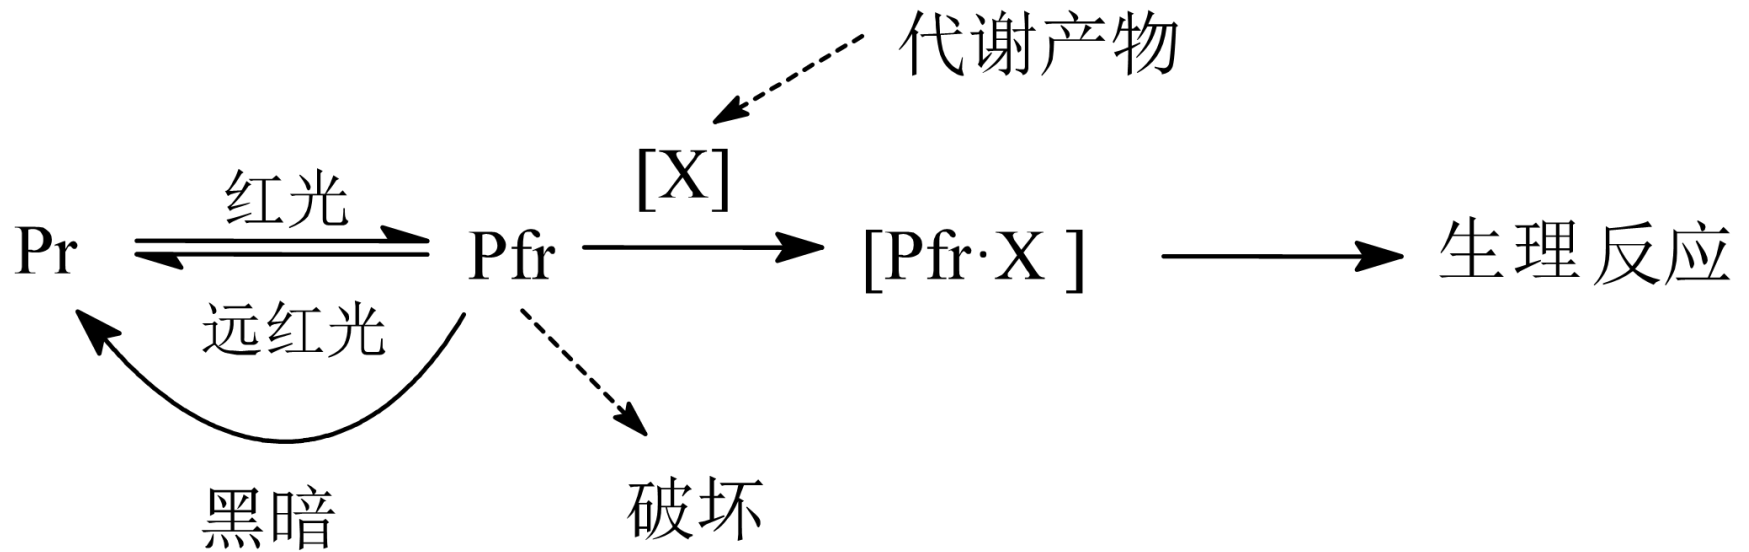 代谢产物
[X]
红光
Pr
Pfr
[Pfr·X ]
生理反应
远红光
黑暗
破坏